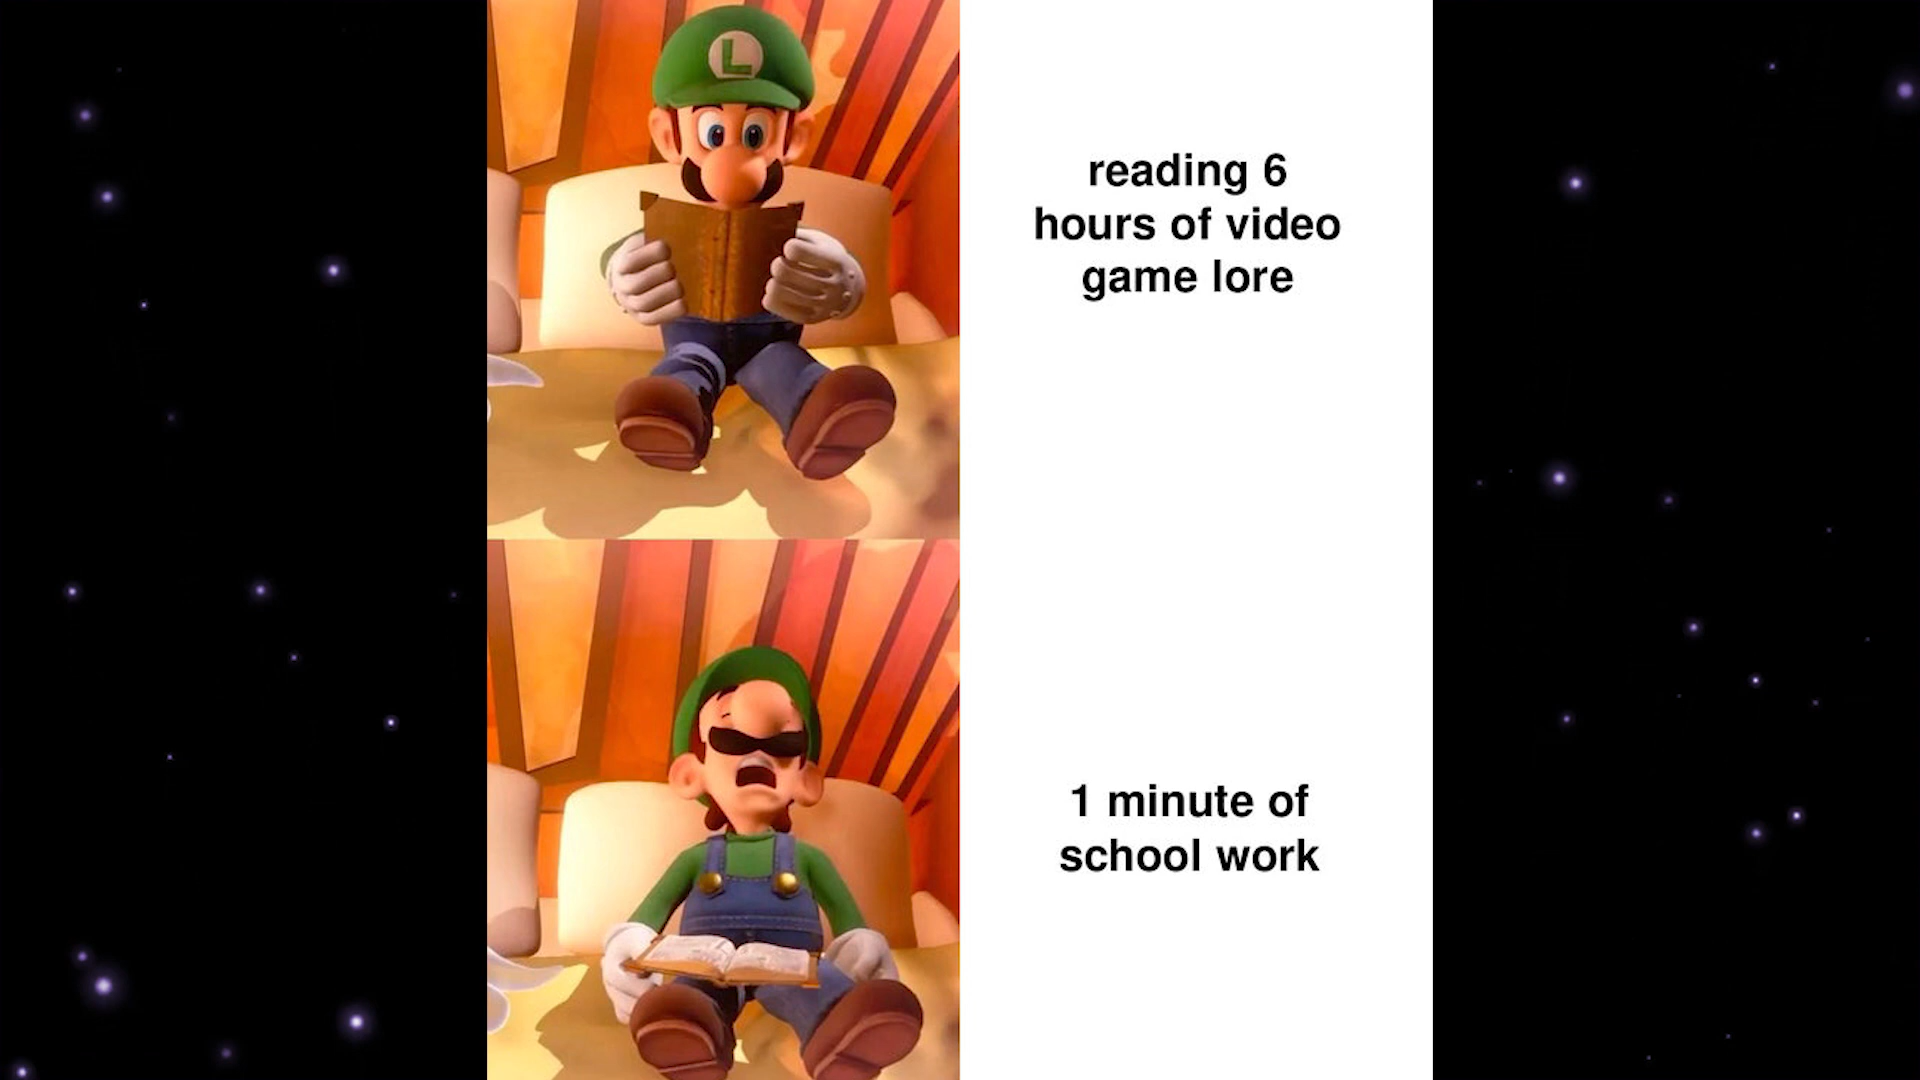 L
reading 6
hours of video
game lore
1 minute of
school work